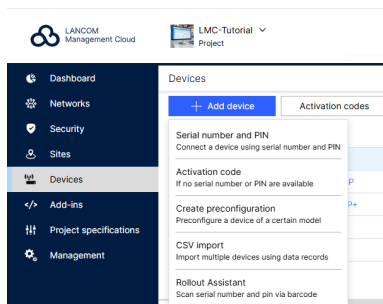 LANCOM
Management Cloud
LMC-Tutorial
Project
Dashboard
Networks
Security
Sites
Devices
Add-ins
Project specifications
Management
Devices
Add device
Activation codes
Serial number and PIN
Connect a device using serial number and PIN
Activation code
If no serial number or PIN are available
Create preconfiguration
Preconfigure a device of a certain model
CSV import
Import multiple devices using data records
Rollout Assistant
Scan serial number and pin via barcode
P
P+